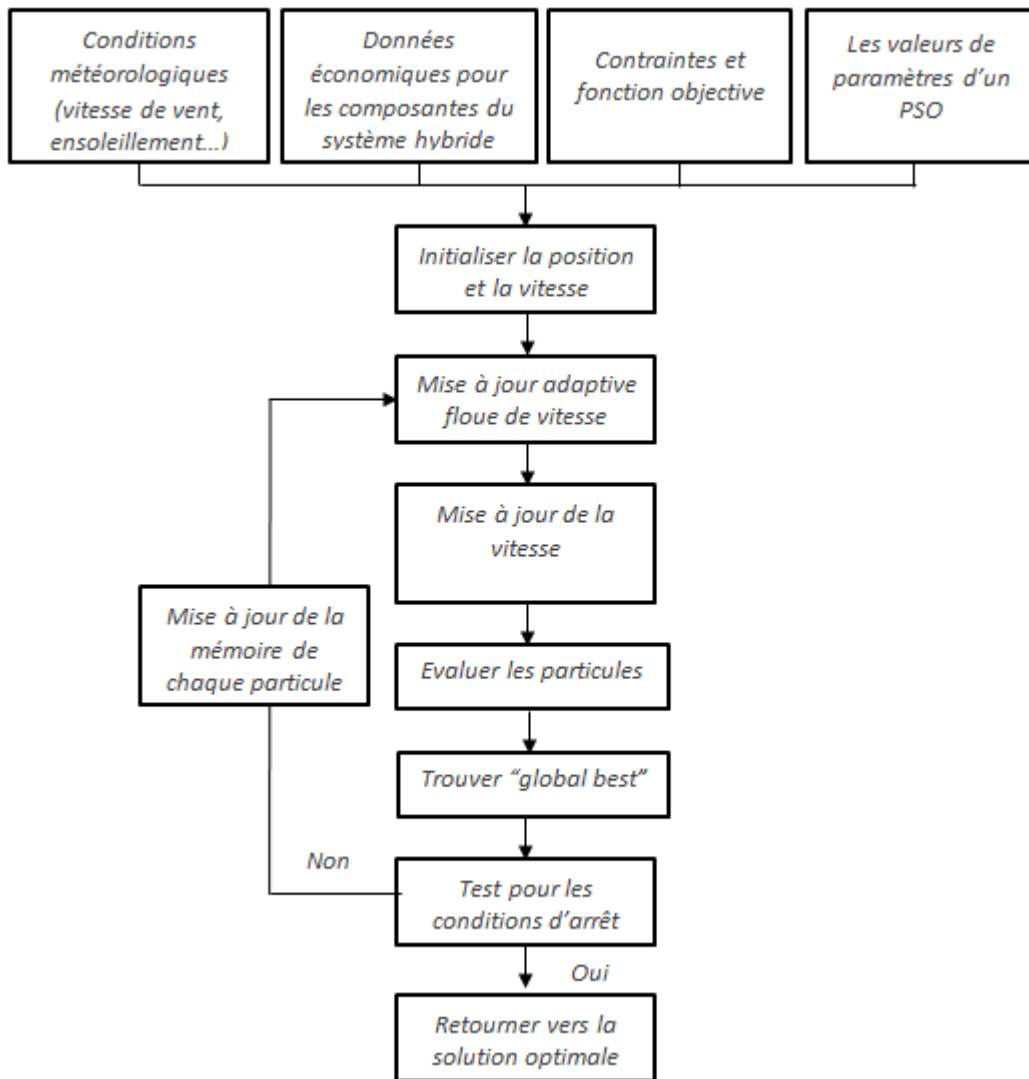 Conditions
météorologiques
(vitesse de vent,
ensoleillement…)
Données
économiques pour
les composantes du
système hybride
Contraintes et
fonction objective
Les valeurs de
paramètres d’un
PSO
Initialiser la position
et la vitesse
Mise à jour adaptive
floue de vitesse
Mise à jour de la
vitesse
Mise à jour de la
mémoire de
chaque particule
Evaluer les particules
Trouver “global best”
Non
Test pour les
conditions d’arrêt
Oui
Retourner vers la
solution optimale